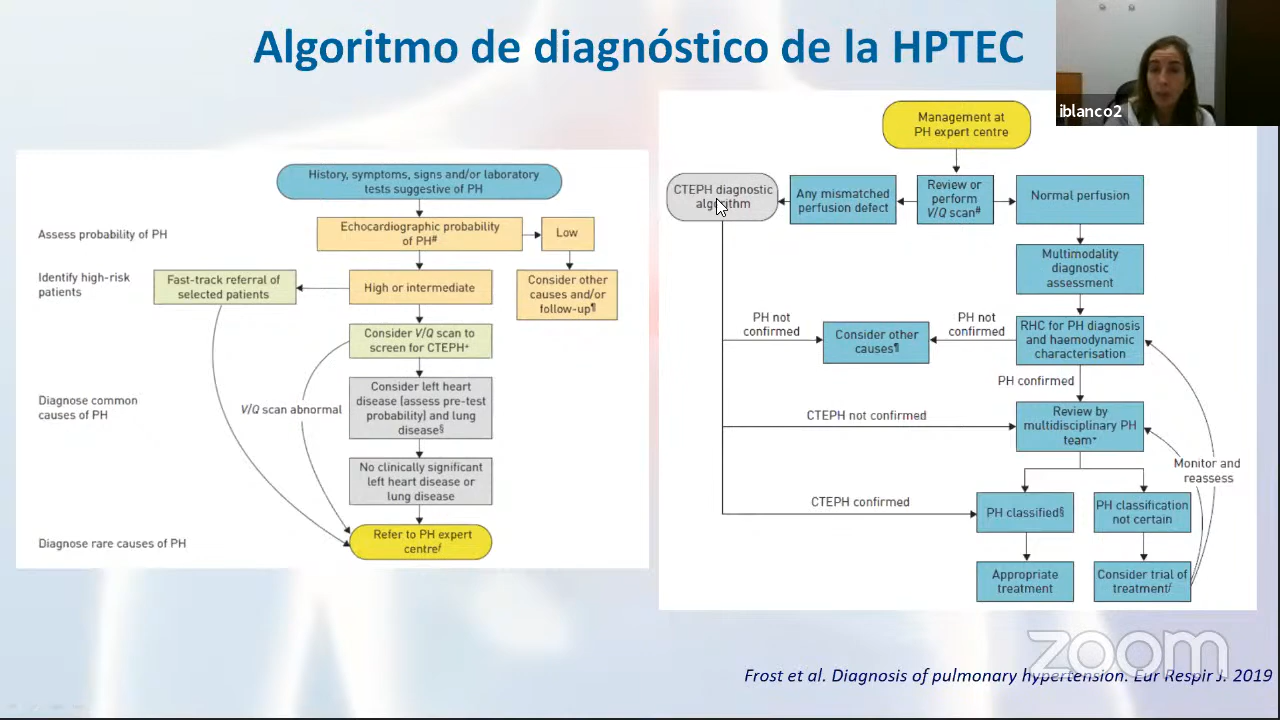 Algoritmo de diagnóstico de la HPTEC
iblanco2
History, symptoms, signs and/or laboratory
tests suggestive of PH
Assess probability of PH
Echocardiographic probability
of PH#
Low
Identify high-risk
patients
Fast-track referral of
selected patients
High or intermediate
Consider other
causes and/or
follow-up¶
Consider V/Q scan to
screen for CTEPH+
Diagnose common
causes of PH
V/Q scan abnormal
Consider left heart
disease (assess pre-test
probability) and lung
disease§
No clinically significant
left heart disease or
lung disease
Diagnose rare causes of PH
Refer to PH expert
centreƒ
Management at
PH expert centre
CTEPH diagnostic
algorithm
Any mismatched
perfusion defect
Review or
perform
V/Q scan#
Normal perfusion
Multimodality
diagnostic
assessment
PH not
confirmed
Consider other
causes¶
PH not
confirmed
RHC for PH diagnosis
and haemodynamic
characterisation
PH confirmed
CTEPH not confirmed
Review by
multidisciplinary PH
team+
Monitor and
reassess
CTEPH confirmed
PH classified§
PH classification
not certain
Appropriate
treatment
Consider trial of
treatmentƒ
zoom
Frost et al. Diagnosis of pulmonary hypertension. Eur Respir J. 2019